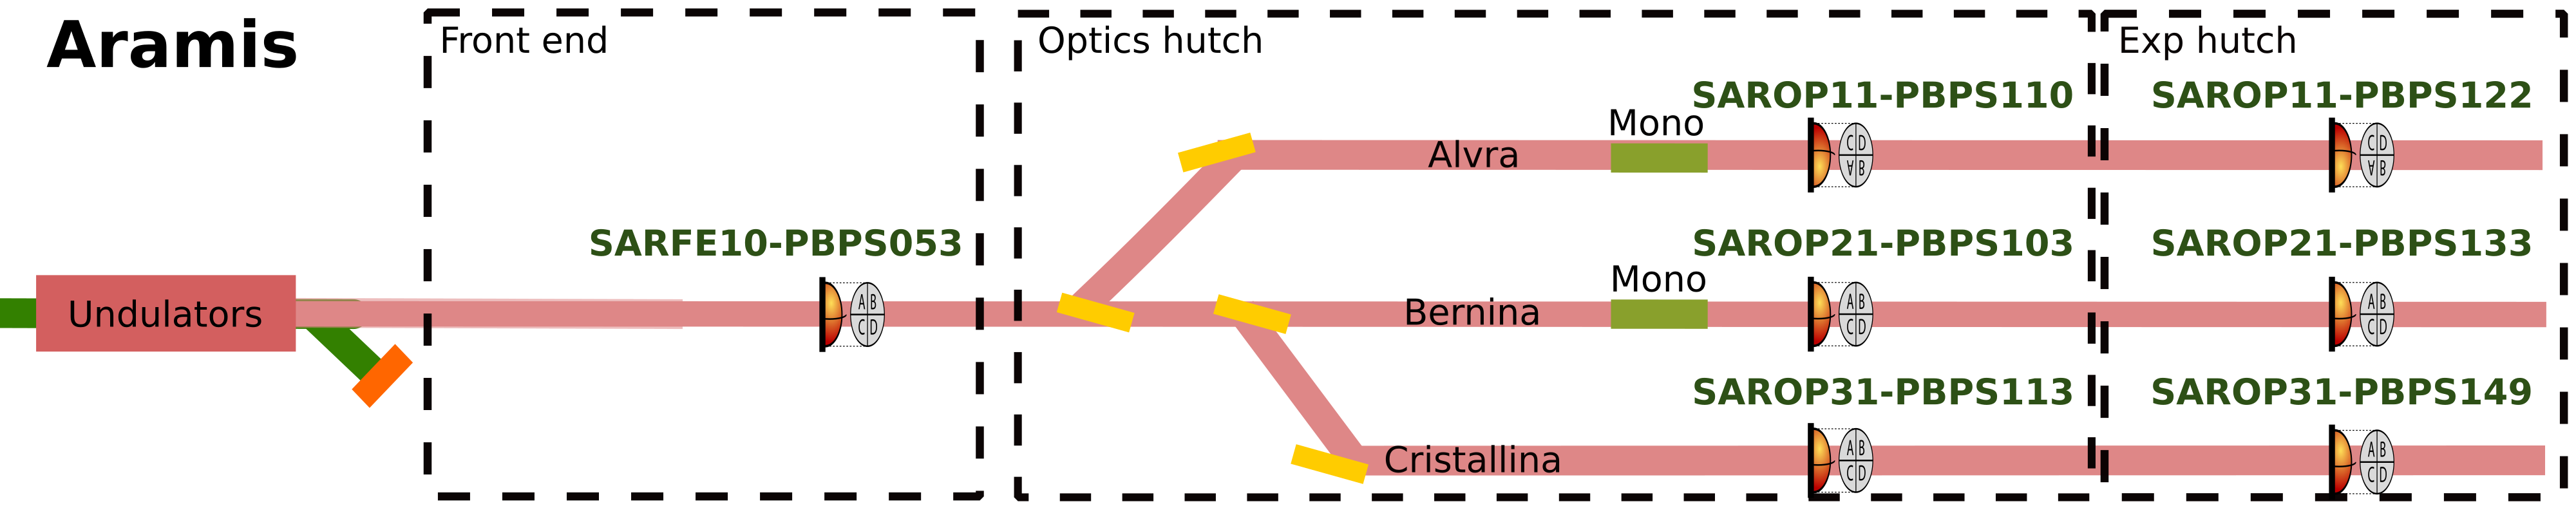 Aramis
Front end
Optics hutch
Exp hutch
SAROP11-PBPS110
SAROP11-PBPS122
Mono
Alvra
C D
A B
C D
A B
SARFE10-PBPS053
SAROP21-PBPS103
SAROP21-PBPS133
Mono
Undulators
A B
C D
Bernina
A B
C D
A B
C D
SAROP31-PBPS113
SAROP31-PBPS149
Cristallina
A B
C D
A B
C D